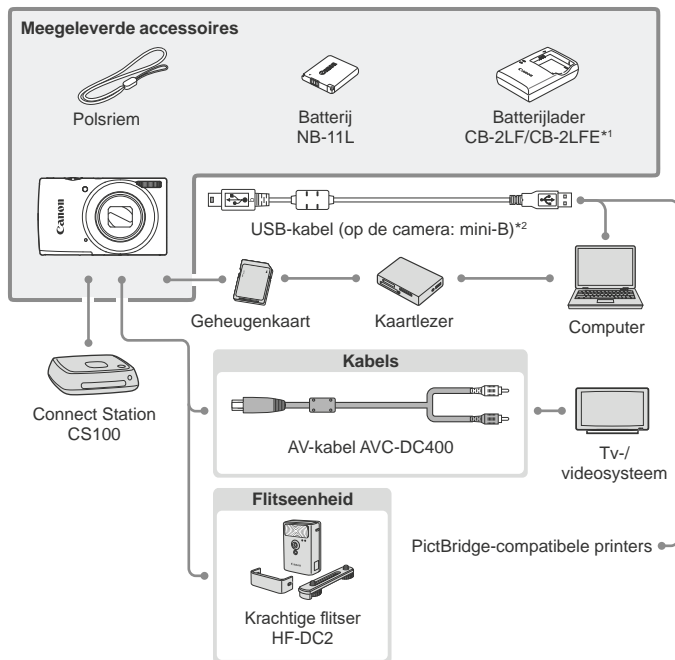 Meegeleverde accessoires
Polsriem
Batterij
NB-11L
Batterijlader
CB-2LF/CB-2LFE*1
Canon
USB-kabel (op de camera: mini-B)*2
Geheugenkaart
Kaartlezer
Computer
Connect Station
CS100
Kabels
AV-kabel AVC-DC400
Tv-/
videosysteem
Flitseenheid
Krachtige flitser
HF-DC2
PictBridge-compatibele printers